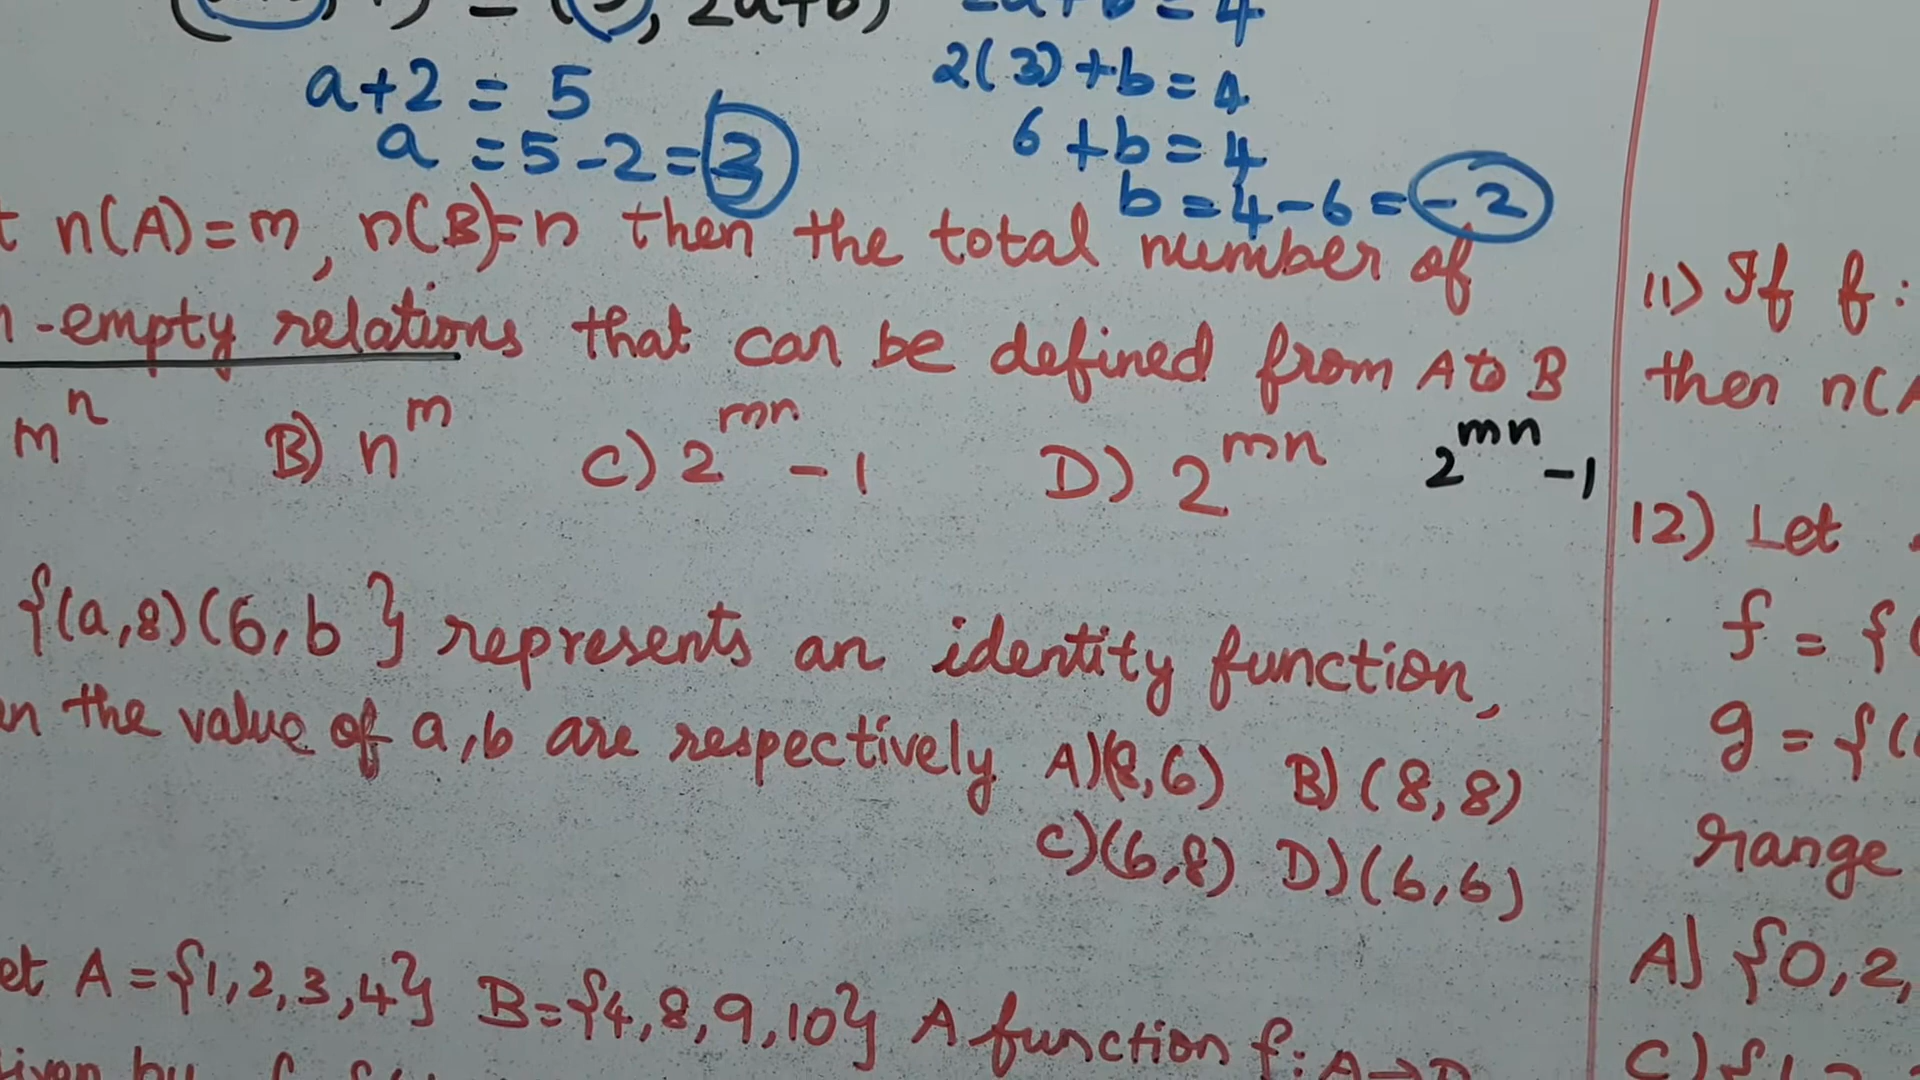 2a+b = 4
a+2 = 5
2(3)+b=4
a = 5-2=3
6+b=4
b=4-6=-2
n(A)=m, n(B)=n then the total number of
-empty relations that can be defined from A to B
m^n B) n^m C) 2^mn - 1 D) 2^mn 2^mn - 1
{(a,8)(6,b} represents an identity function,
the value of a,b are respectively A)(8,6) B)(8,8)
C)(6,8) D)(6,6)
A={1,2,3,4} B={4,8,9,10} A function f:A→
11) If f:
then n(A
12) Let
f = {(
g = {(
range
A] {0,2,